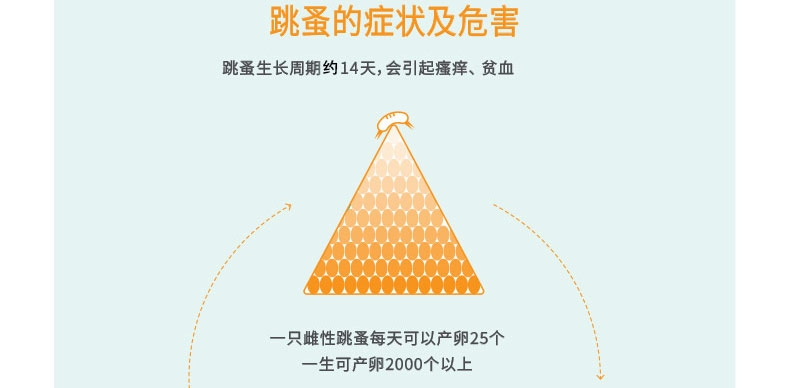 跳蚤的症状及危害
跳蚤生长周期约14天,会引起瘙痒、贫血
一只雌性跳蚤每天可以产卵25个
一生可产卵2000个以上